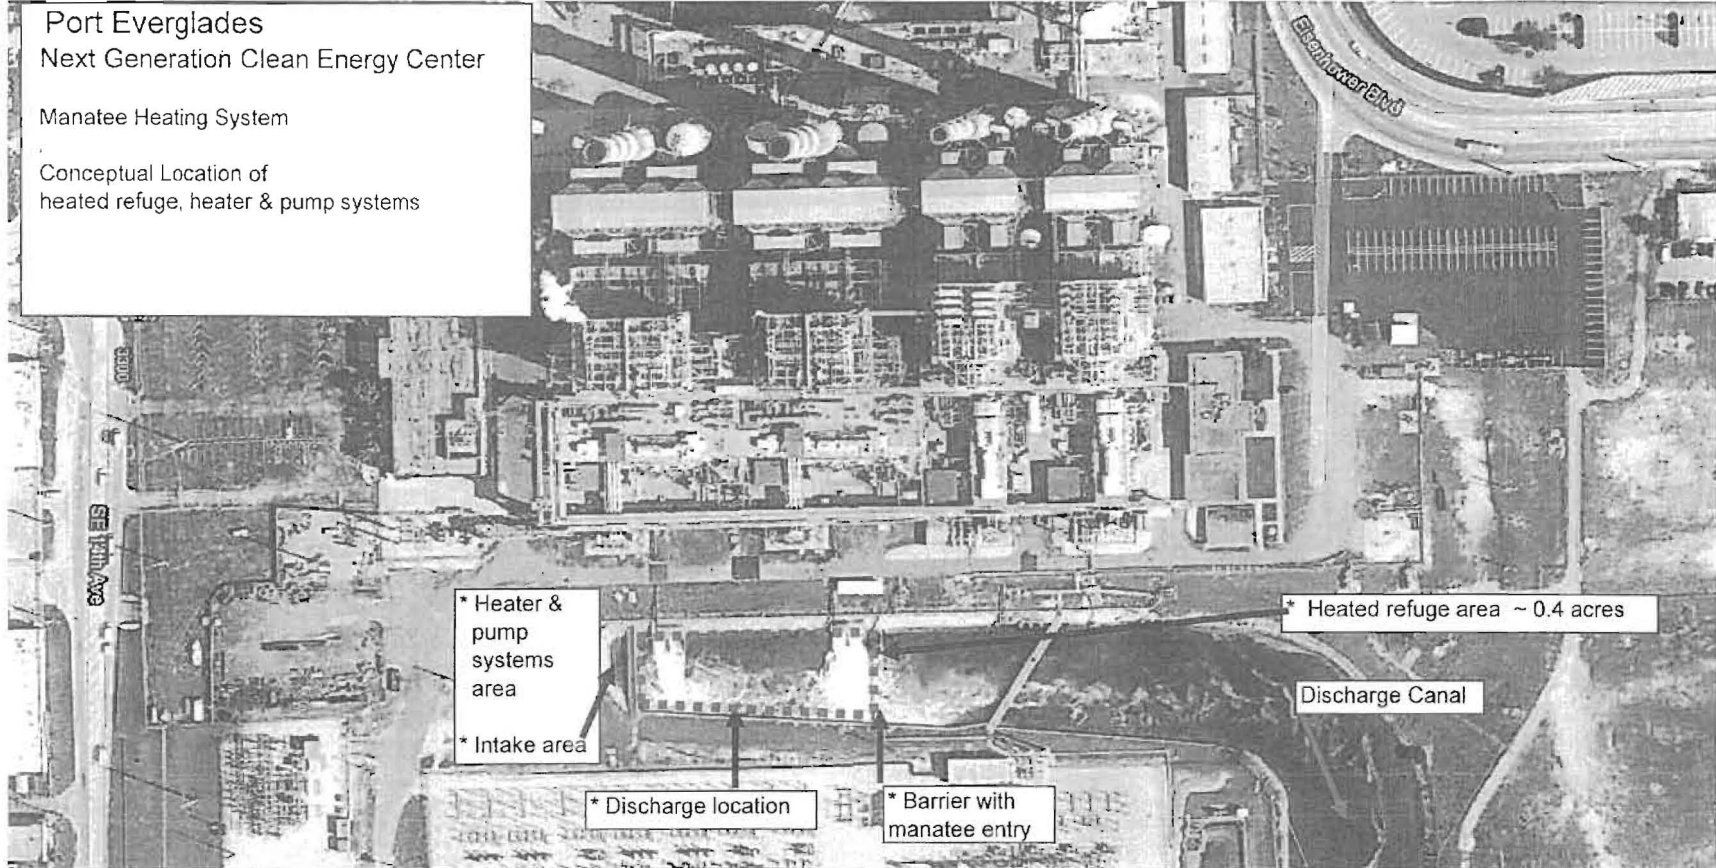 Port Everglades
Next Generation Clean Energy Center
Manatee Heating System
Conceptual Location of
heated refuge, heater & pump systems
Eisenhower Blvd
SE 14th Ave
* Heater &
pump
systems
area
* Intake area
* Heated refuge area ~ 0.4 acres
Discharge Canal
* Discharge location
* Barrier with
manatee entry